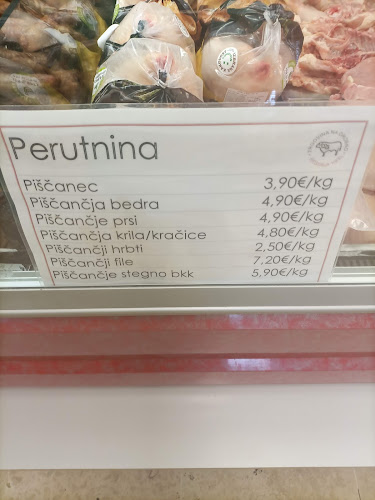 Perutnina
Piščanec 3,90€/kg
Piščančja bedra 4,90€/kg
Piščančje prsi 4,90€/kg
Piščančja krila/kračice 4,80€/kg
Piščančji hrbti 2,50€/kg
Piščančji file 7,20€/kg
Piščančje stegno bkk 5,90€/kg